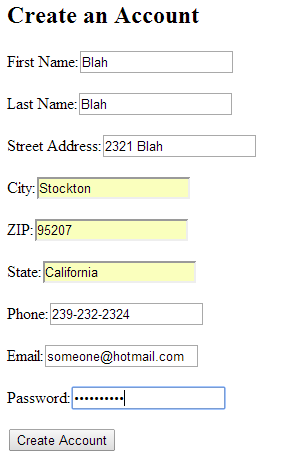 Create an Account
First Name: Blah
Last Name: Blah
Street Address: 2321 Blah
City: Stockton
ZIP: 95207
State: California
Phone: 239-232-2324
Email: someone@hotmail.com
Password: ••••••••••
Create Account